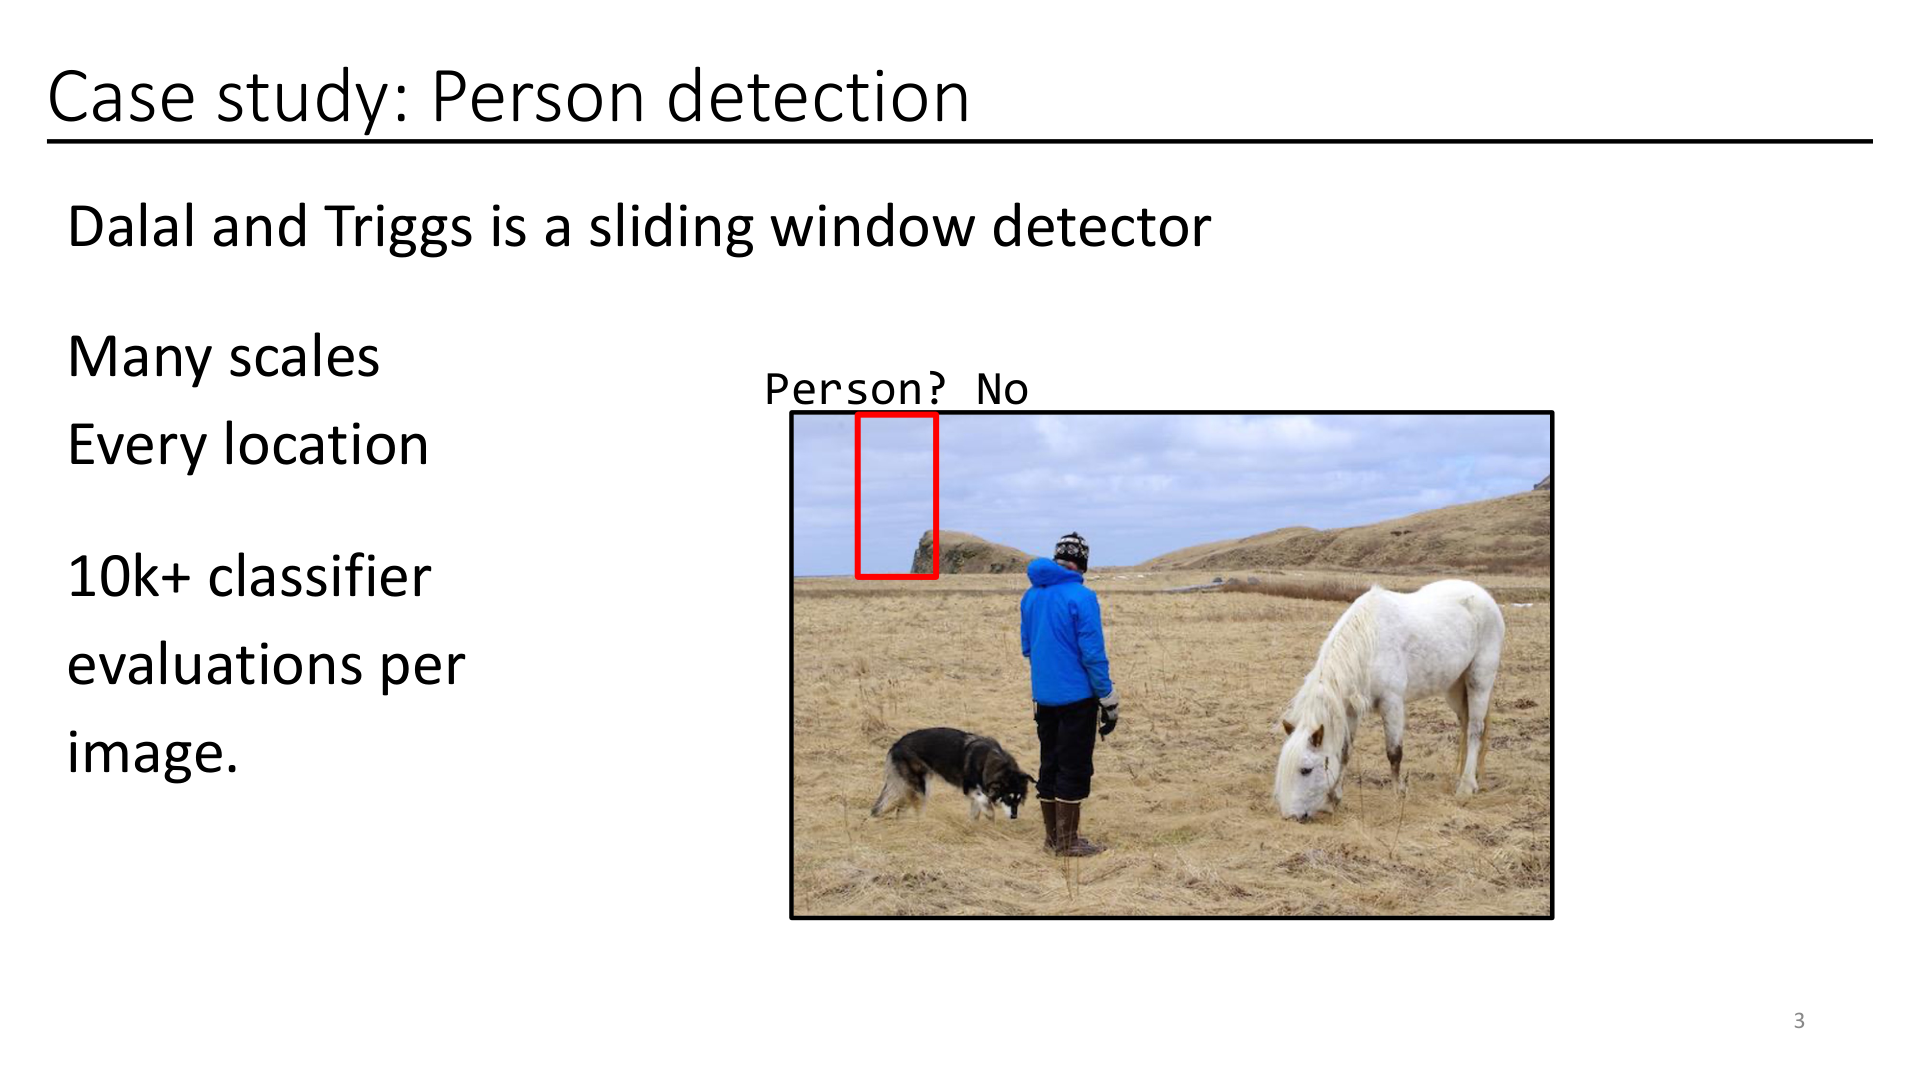 Case study: Person detection
Dalal and Triggs is a sliding window detector
Many scales
Every location
10k+ classifier
evaluations per
image.
Person? No
3